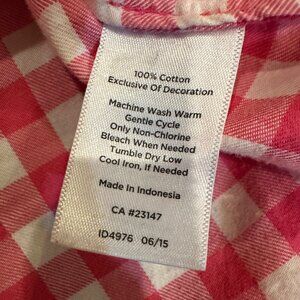 100% Cotton
Exclusive Of Decoration
Machine Wash Warm
Gentle Cycle
Only Non-Chlorine
Bleach When Needed
Tumble Dry Low
Cool Iron, If Needed
Made In Indonesia
CA #23147
ID4976 06/15